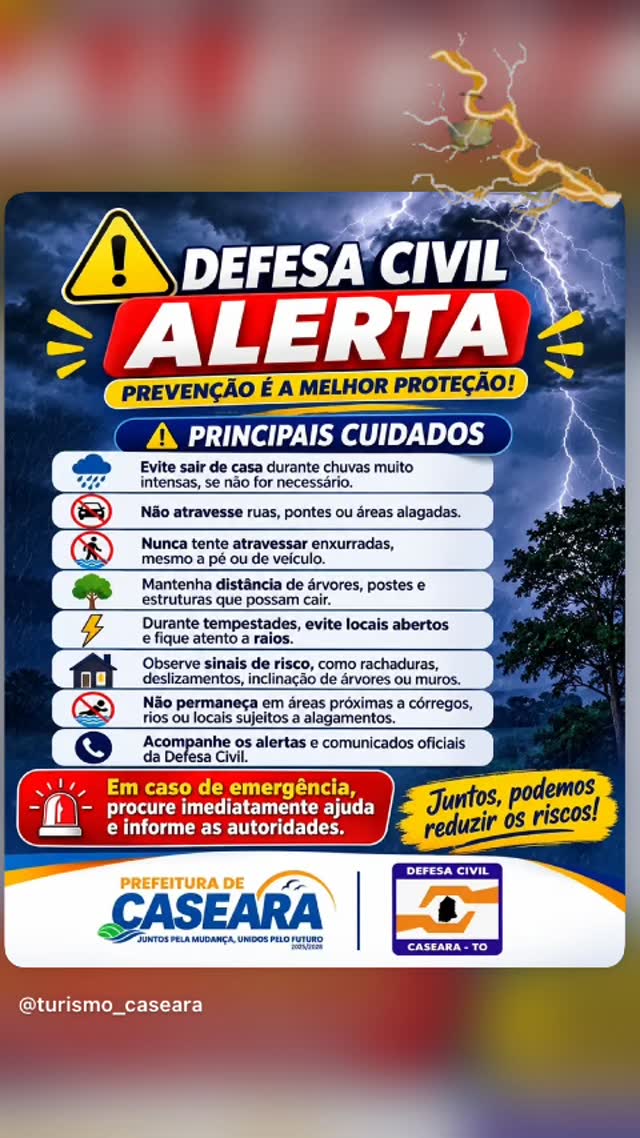 DEFESA CIVIL
ALERTA
PREVENÇÃO É A MELHOR PROTEÇÃO!
PRINCIPAIS CUIDADOS
Evite sair de casa durante chuvas muito
intensas, se não for necessário.
Não atravesse ruas, pontes ou áreas alagadas.
Nunca tente atravessar enxurradas,
mesmo a pé ou de veículo.
Mantenha distância de árvores, postes e
estruturas que possam cair.
Durante tempestades, evite locais abertos
e fique atento a raios.
Observe sinais de risco, como rachaduras,
deslizamentos, inclinação de árvores ou muros.
Não permaneça em áreas próximas a córregos,
rios ou locais sujeitos a alagamentos.
Acompanhe os alertas e comunicados oficiais
da Defesa Civil.
Em caso de emergência,
procure imediatamente ajuda
e informe as autoridades.
Juntos, podemos
reduzir os riscos!
PREFEITURA DE
CASEARA
JUNTOS PELA MUDANÇA, UNIDOS PELO FUTURO
2025/2028
DEFESA CIVIL
CASEARA - TO
@turismo_caseara